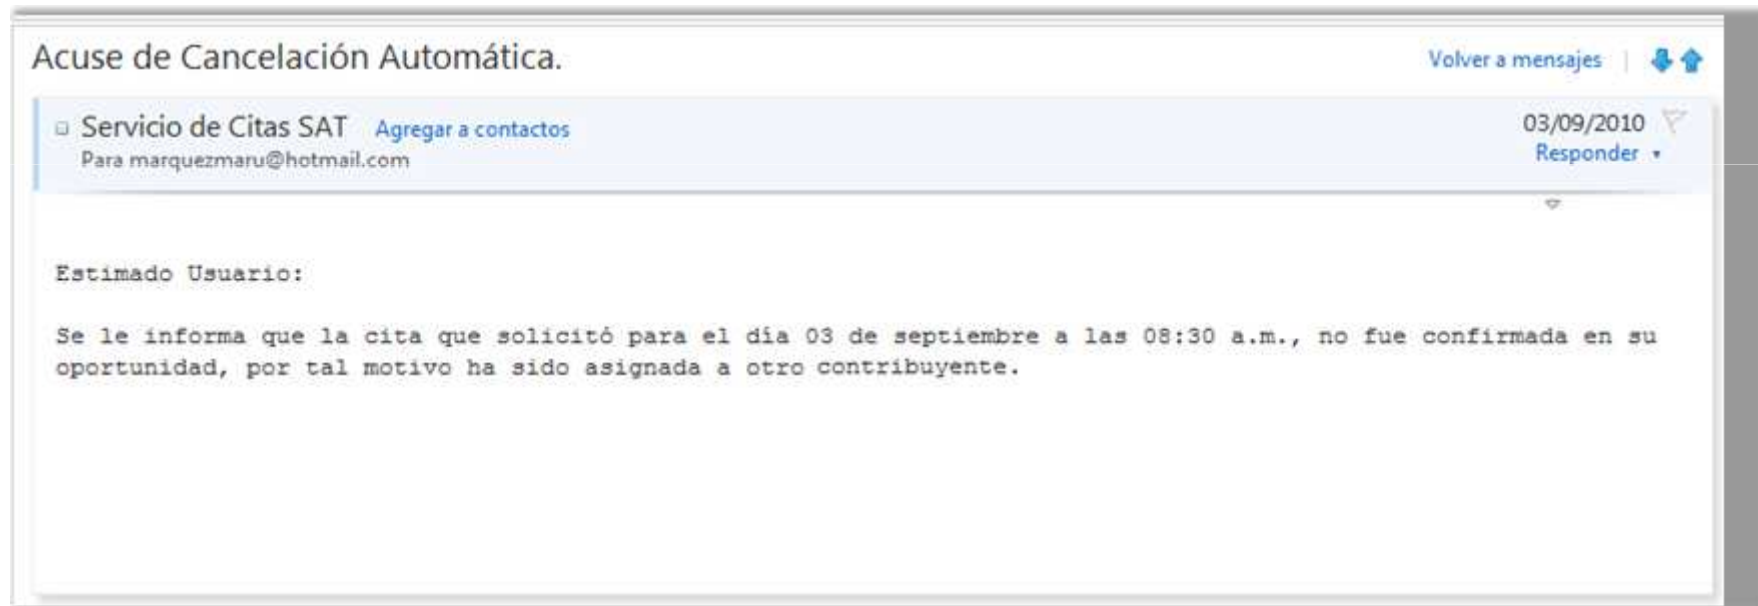 Acuse de Cancelación Automática.
Volver a mensajes |
Servicio de Citas SAT Agregar a contactos
03/09/2010
Para marquezmaru@hotmail.com
Responder
Estimado Usuario:
Se le informa que la cita que solicitó para el día 03 de septiembre a las 08:30 a.m., no fue confirmada en su
oportunidad, por tal motivo ha sido asignada a otro contribuyente.